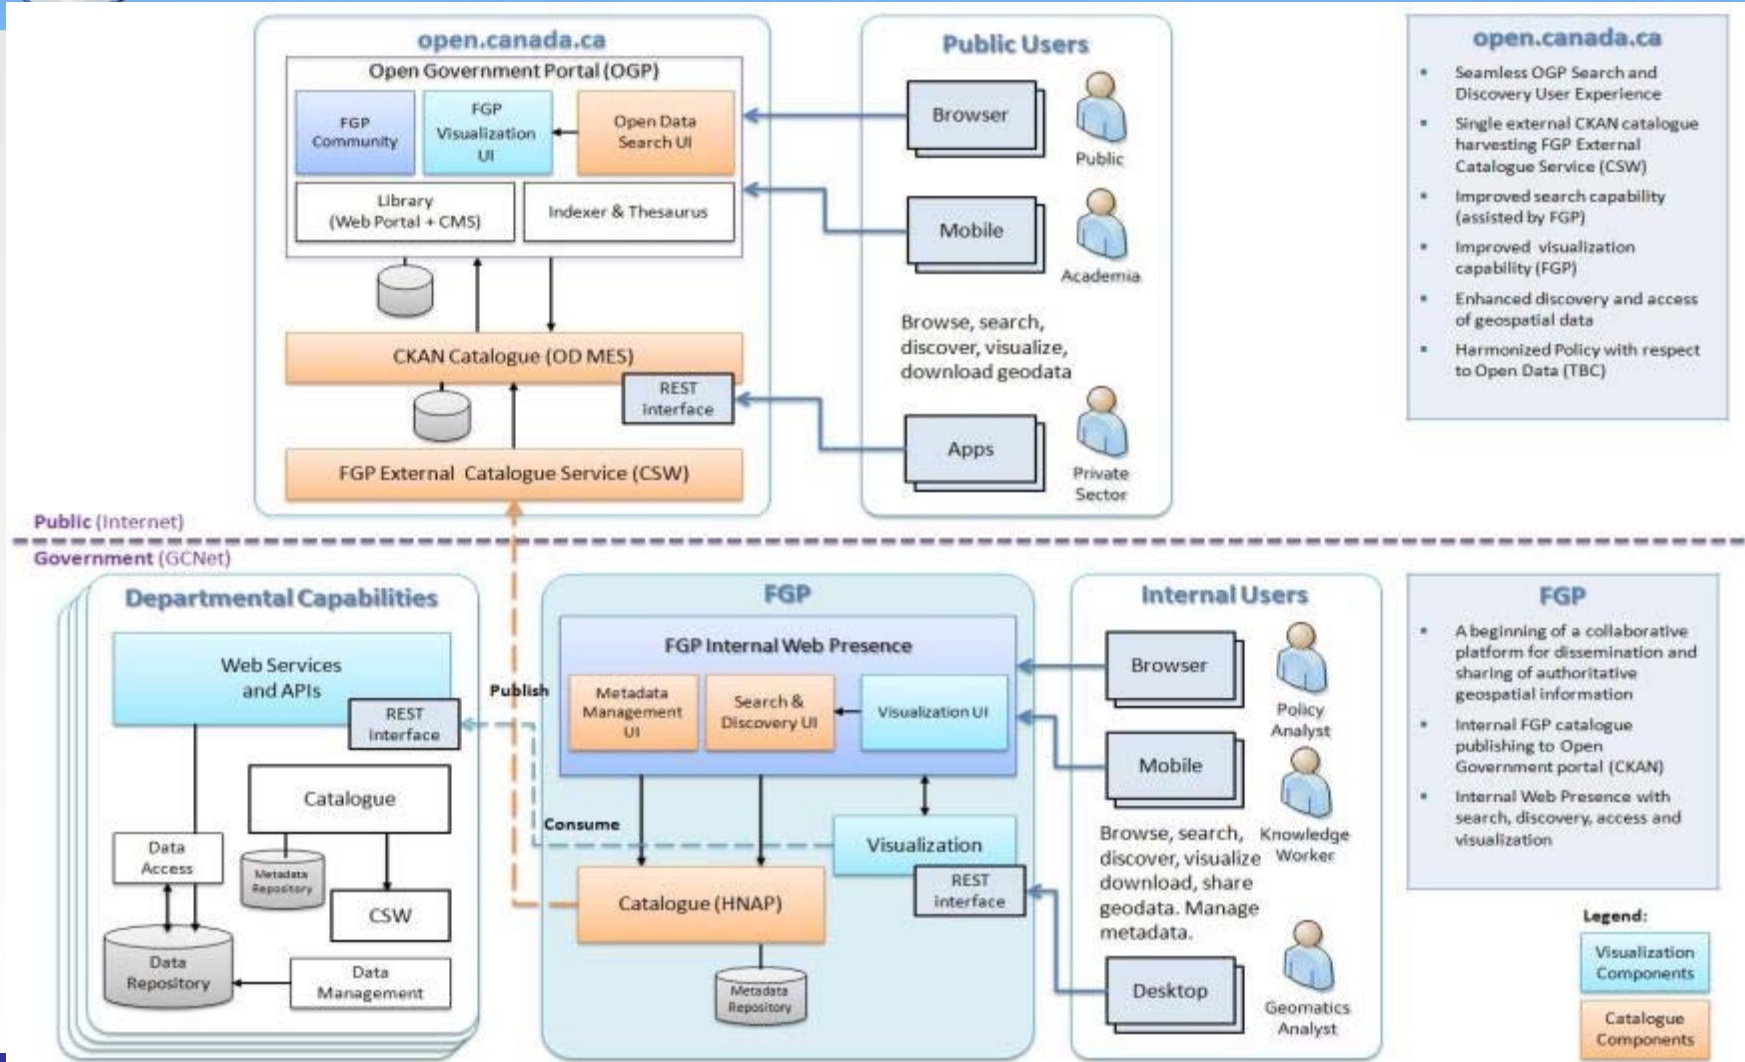 open.canada.ca
Open Government Portal (OGP)
FGP
Community
FGP
Visualization
UI
Open Data
Search UI
Library
(Web Portal + CMS)
Indexer & Thesaurus
CKAN Catalogue (OD MES)
REST
interface
FGP External Catalogue Service (CSW)
Public Users
Browser
Public
Mobile
Academia
Browse, search,
discover, visualize,
download geodata
Apps
Private
Sector
open.canada.ca
▪ Seamless OGP Search and
Discovery User Experience
▪ Single external CKAN catalogue
harvesting FGP External
Catalogue Service (CSW)
▪ Improved search capability
(assisted by FGP)
▪ Improved visualization
capability (FGP)
▪ Enhanced discovery and access
of geospatial data
▪ Harmonized Policy with respect
to Open Data (TBC)
Public (Internet)
Government (GCNet)
Departmental Capabilities
Web Services
and APIs
REST
interface
Catalogue
Data
Access
Metadata
Repository
CSW
Data
Repository
Data
Management
Publish
Consume
FGP
FGP Internal Web Presence
Metadata
Management
UI
Search &
Discovery UI
Visualization UI
Visualization
REST
interface
Catalogue (HNAP)
Metadata
Repository
Internal Users
Browser
Policy
Analyst
Mobile
Knowledge
Worker
Browse, search,
discover, visualize
download, share
geodata. Manage
metadata.
Desktop
Geomatics
Analyst
FGP
▪ A beginning of a collaborative
platform for dissemination and
sharing of authoritative
geospatial information
▪ Internal FGP catalogue
publishing to Open
Government portal (CKAN)
▪ Internal Web Presence with
search, discovery, access and
visualization
Legend:
Visualization
Components
Catalogue
Components